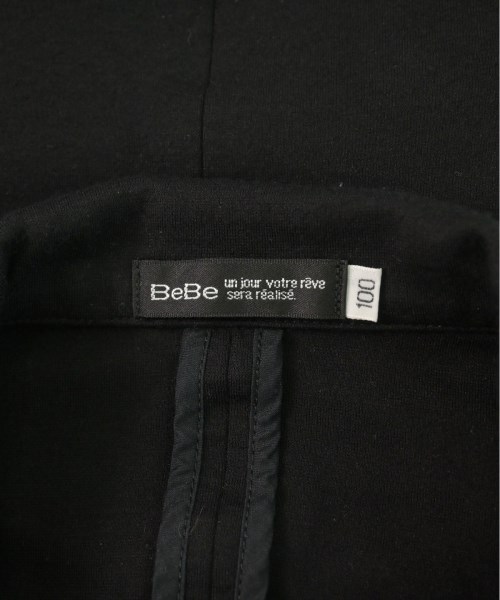 BeBe
un jour votre rêve
sera réalisé.
100